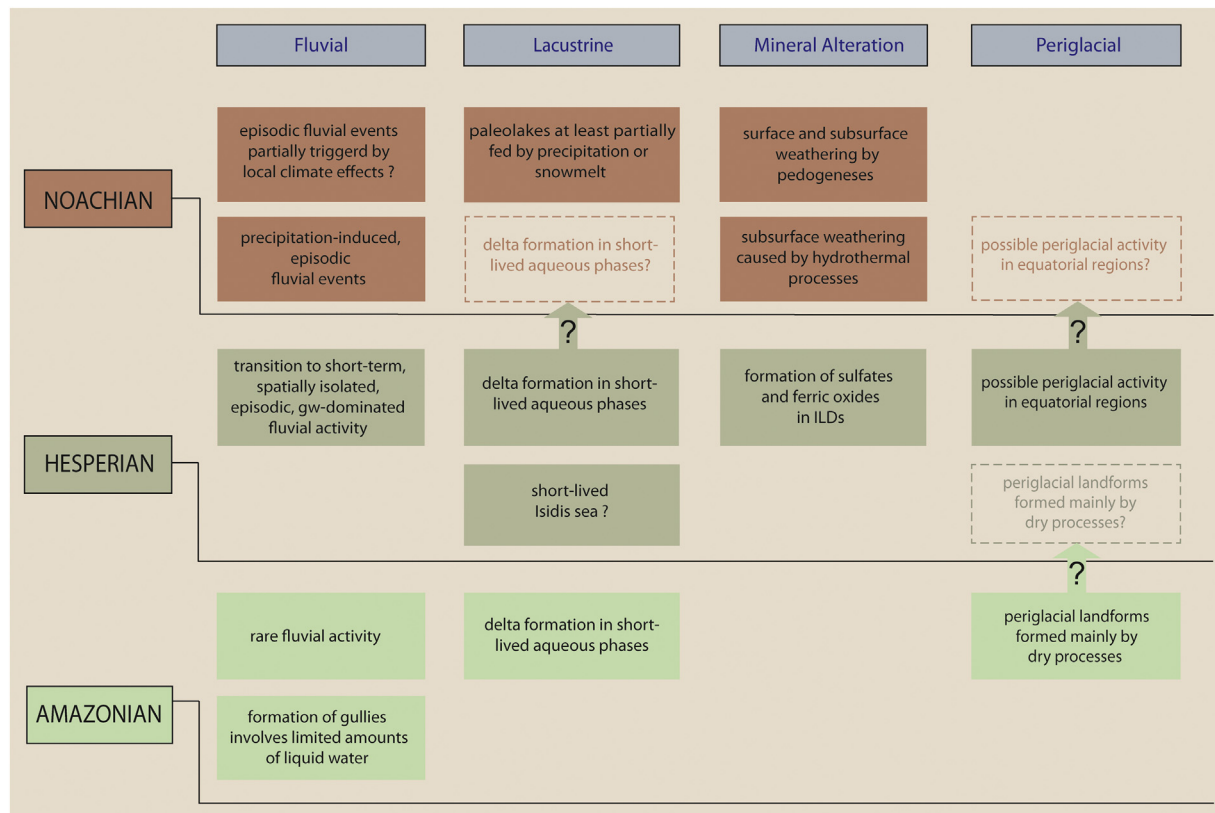 Fluvial
Lacustrine
Mineral Alteration
Periglacial
NOACHIAN
episodic fluvial events
partially triggerd by
local climate effects ?
paleolakes at least partially
fed by precipitation or
snowmelt
surface and subsurface
weathering by
pedogeneses
precipitation-induced,
episodic
fluvial events
delta formation in short-
lived aqueous phases?
subsurface weathering
caused by hydrothermal
processes
possible periglacial activity
in equatorial regions?
?
?
HESPERIAN
transition to short-term,
spatially isolated,
episodic, gw-dominated
fluvial activity
delta formation in short-
lived aqueous phases
formation of sulfates
and ferric oxides
in ILDs
possible periglacial activity
in equatorial regions
short-lived
Isidis sea ?
periglacial landforms
formed mainly by
dry processes?
?
AMAZONIAN
rare fluvial activity
delta formation in short-
lived aqueous phases
periglacial landforms
formed mainly by
dry processes
formation of gullies
involves limited amounts
of liquid water